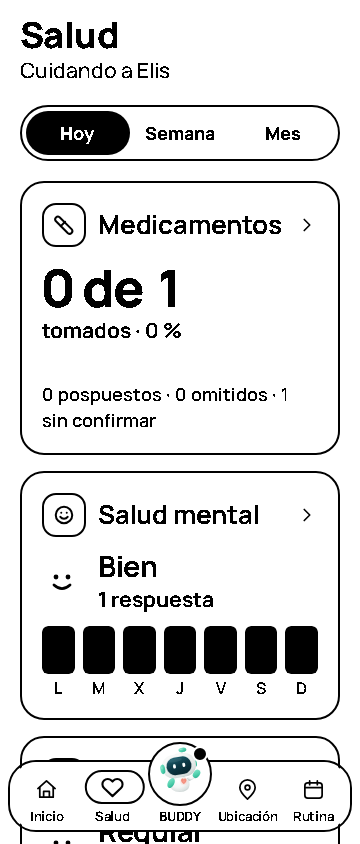 Salud
Cuidando a Elis
Hoy Semana Mes
Medicamentos
0 de 1
tomados · 0 %
0 pospuestos · 0 omitidos · 1
sin confirmar
Salud mental
Bien
1 respuesta
L M X J V S D
Regular
Inicio Salud BUDDY Ubicación Rutina